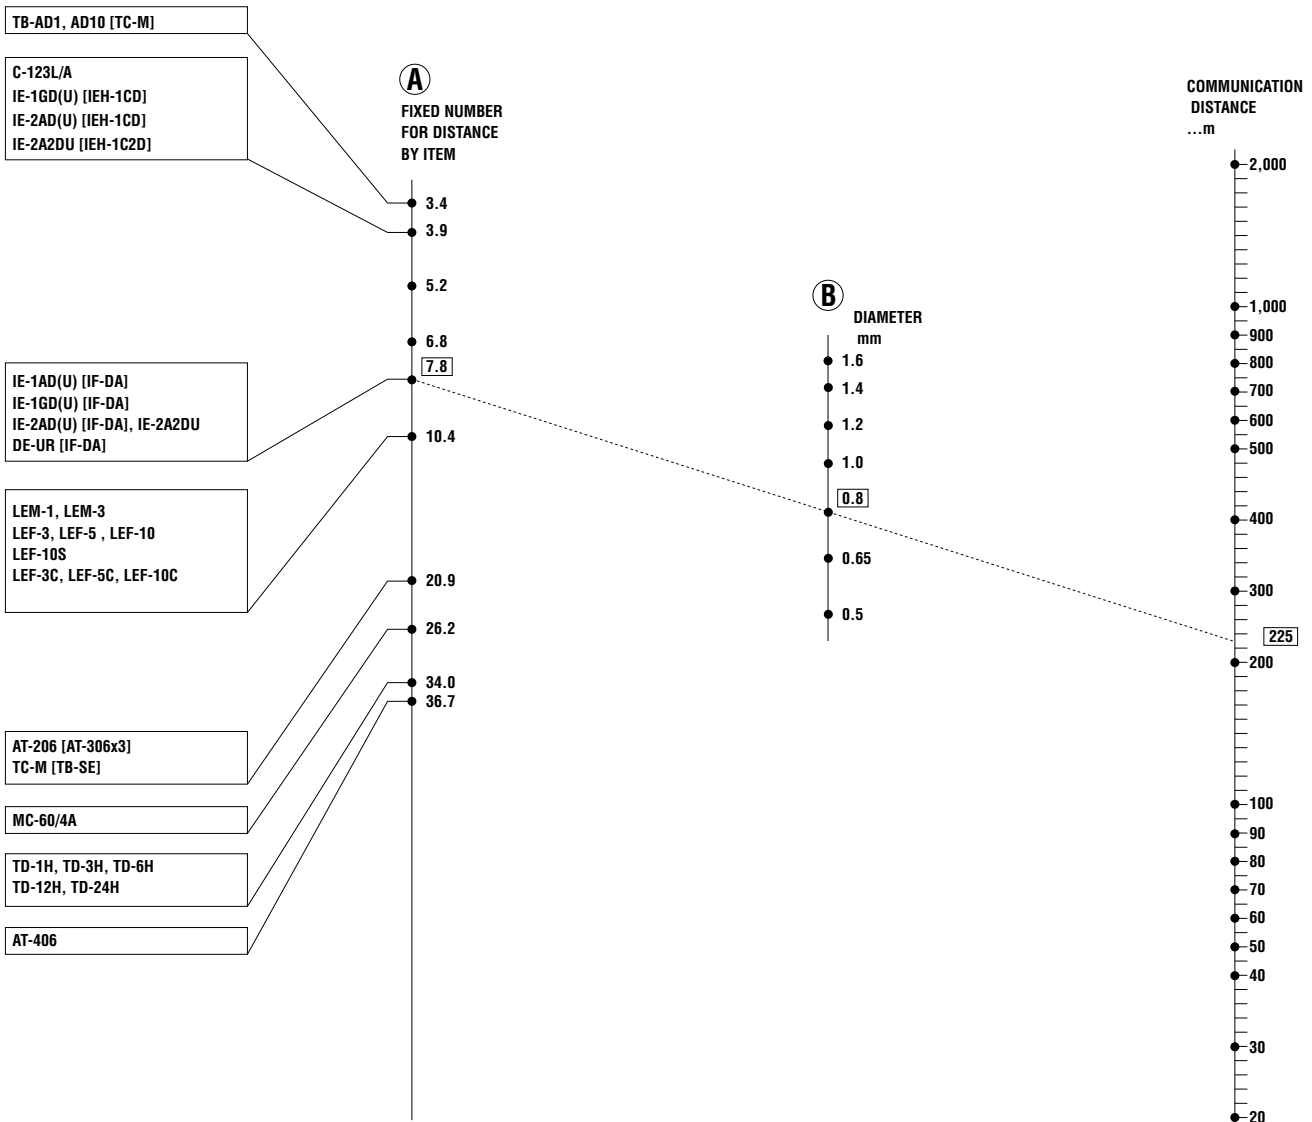 TB-AD1, AD10 [TC-M]
C-123L/A
IE-1GD(U) [IEH-1CD]
IE-2AD(U) [IEH-1CD]
IE-2A2DU [IEH-1C2D]
IE-1AD(U) [IF-DA]
IE-1GD(U) [IF-DA]
IE-2AD(U) [IF-DA], IE-2A2DU
DE-UR [IF-DA]
LEM-1, LEM-3
LEF-3, LEF-5 , LEF-10
LEF-10S
LEF-3C, LEF-5C, LEF-10C
AT-206 [AT-306x3]
TC-M [TB-SE]
MC-60/4A
TD-1H, TD-3H, TD-6H
TD-12H, TD-24H
AT-406
A
FIXED NUMBER
FOR DISTANCE
BY ITEM
3.4
3.9
5.2
6.8
7.8
10.4
20.9
26.2
34.0
36.7
B
DIAMETER
mm
1.6
1.4
1.2
1.0
0.8
0.65
0.5
COMMUNICATION
DISTANCE
...m
2,000
1,000
900
800
700
600
500
400
300
225
200
100
90
80
70
60
50
40
30
20